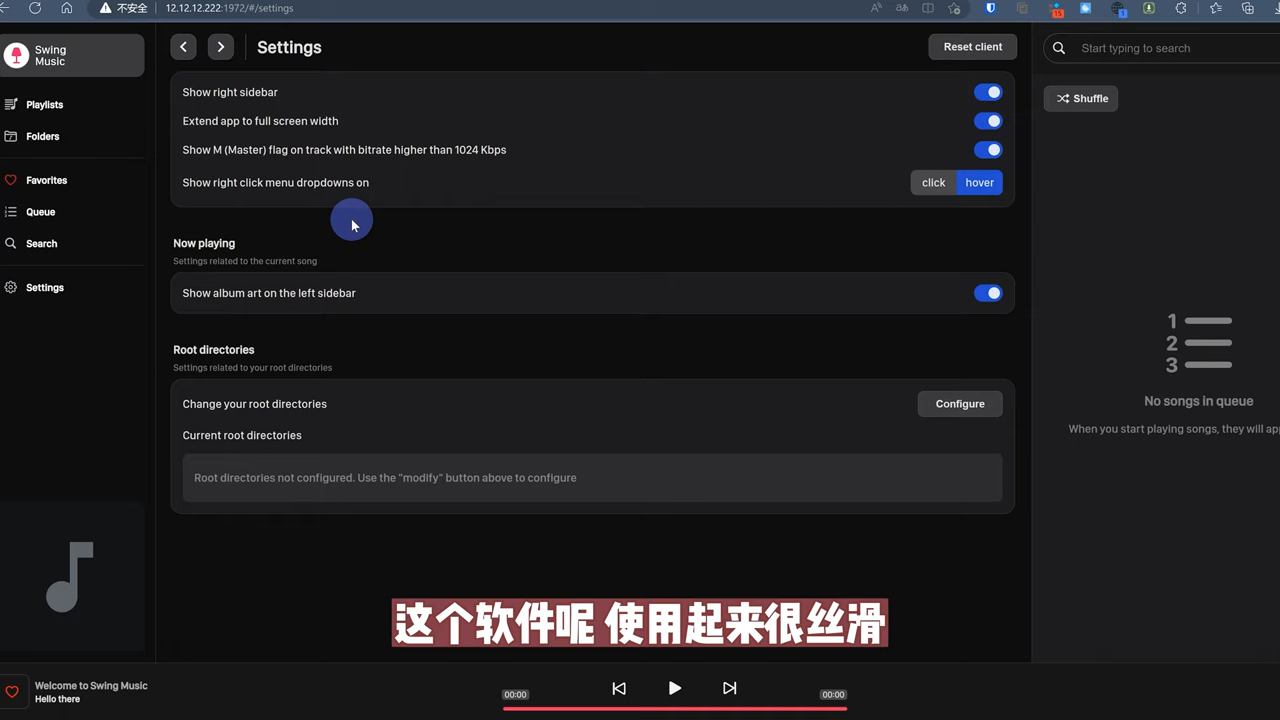 不安全 12.12.12.222:1972/#/settings
15
1
Swing
Music
Playlists
Folders
Favorites
Queue
Search
Settings
Settings
Reset client
Show right sidebar
Extend app to full screen width
Show M (Master) flag on track with bitrate higher than 1024 Kbps
Show right click menu dropdowns on
click hover
Now playing
Settings related to the current song
Show album art on the left sidebar
Root directories
Settings related to your root directories
Change your root directories
Configure
Current root directories
Root directories not configured. Use the "modify" button above to configure
Start typing to search
Shuffle
1
2
3
No songs in queue
When you start playing songs, they will ap
这个软件呢 使用起来很丝滑
Welcome to Swing Music
Hello there
00:00
00:00